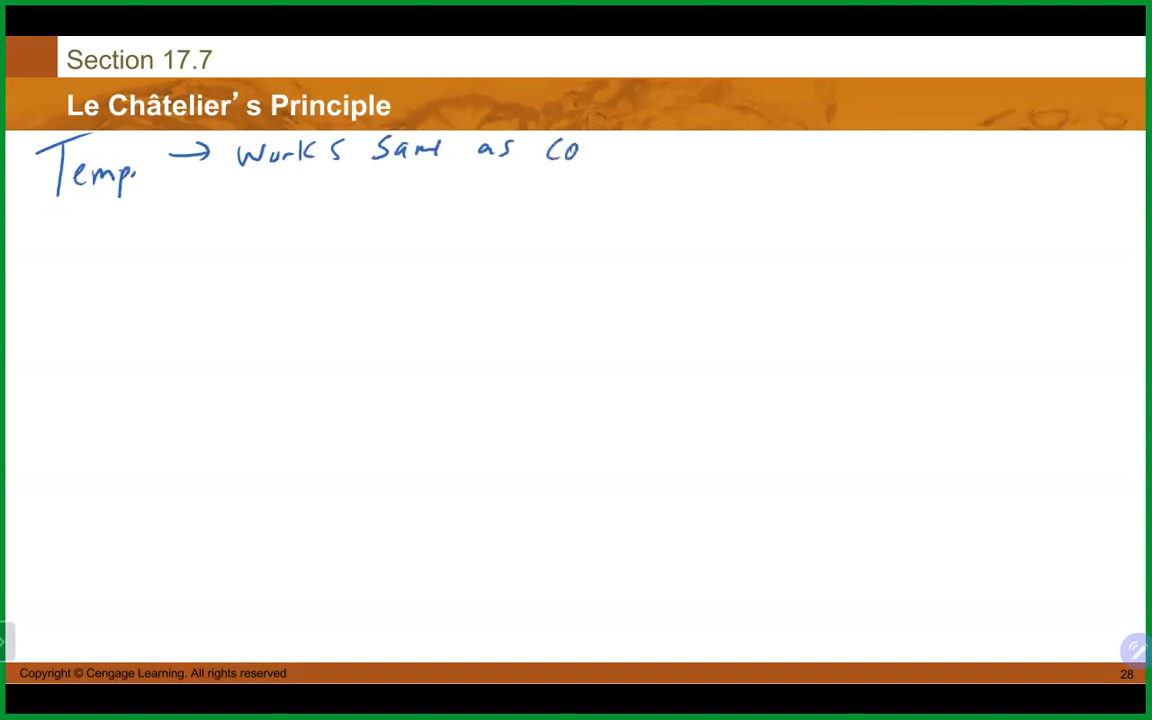 Section 17.7
Le Châtelier’s Principle
Temp. → Works same as co
Copyright © Cengage Learning. All rights reserved
28